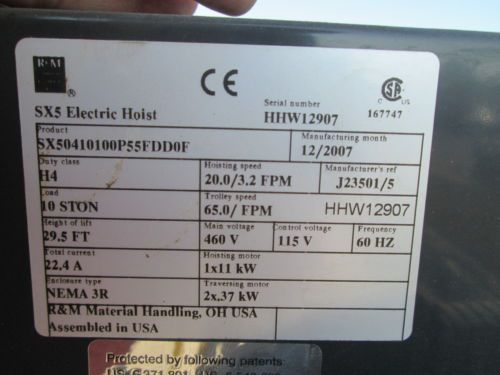 R&M
®
CE
SA
C US
167747
SX5 Electric Hoist
Serial number
HHW12907
Product
SX50410100P55FDD0F
Manufacturing month
12/2007
Duty class
H4
Hoisting speed
20.0/3.2 FPM
Manufacturer's ref
J23501/5
Load
10 STON
Trolley speed
65.0/ FPM
HHW12907
Height of lift
29.5 FT
Main voltage
460 V
Control voltage
115 V
Frequency
60 HZ
Total current
22.4 A
Hoisting motor
1x11 kW
Enclosure type
NEMA 3R
Traversing motor
2x.37 kW
R&M Material Handling, OH USA
Assembled in USA
Protected by following patents: